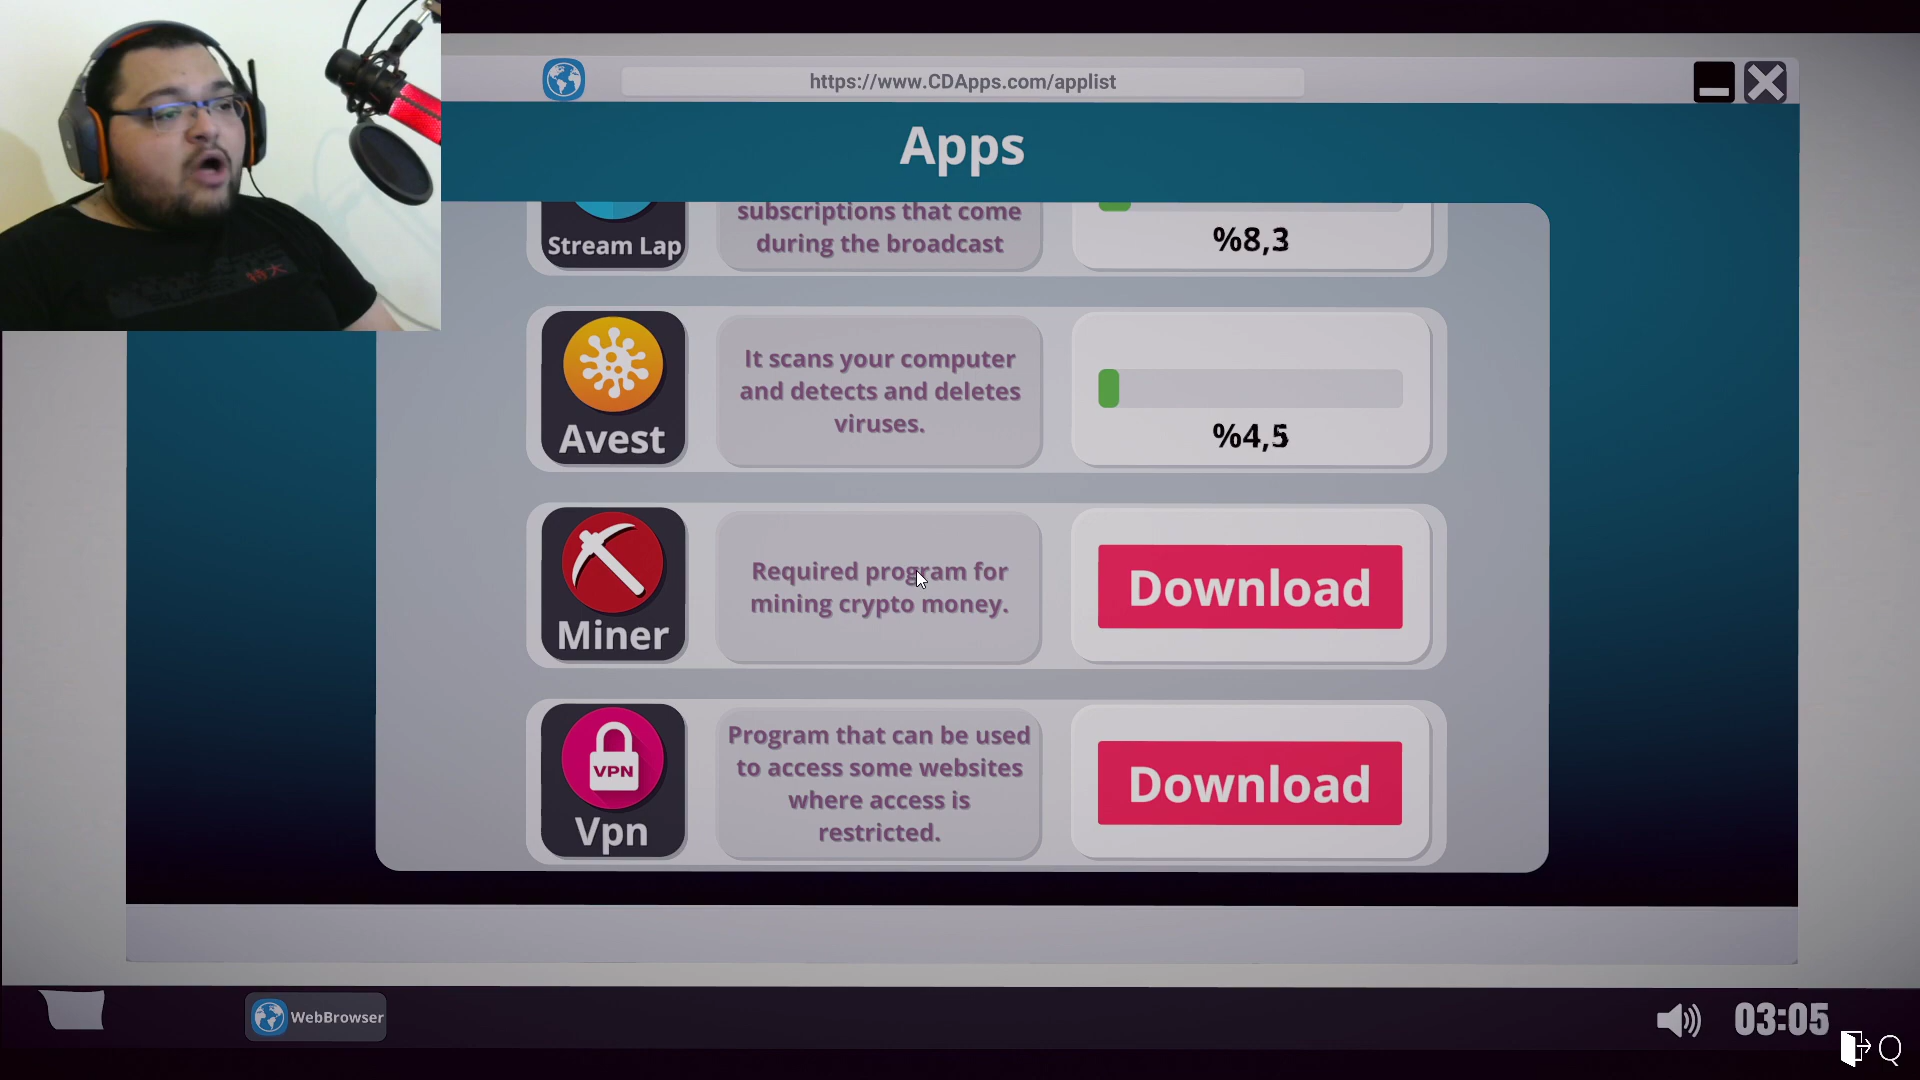 https://www.CDApps.com/applist
Apps
Stream Lap
subscriptions that come
during the broadcast
%8,3
Avest
It scans your computer
and detects and deletes
viruses.
%4,5
Miner
Required program for
mining crypto money.
Download
VPN
Vpn
Program that can be used
to access some websites
where access is
restricted.
Download
WebBrowser
03:05
Q